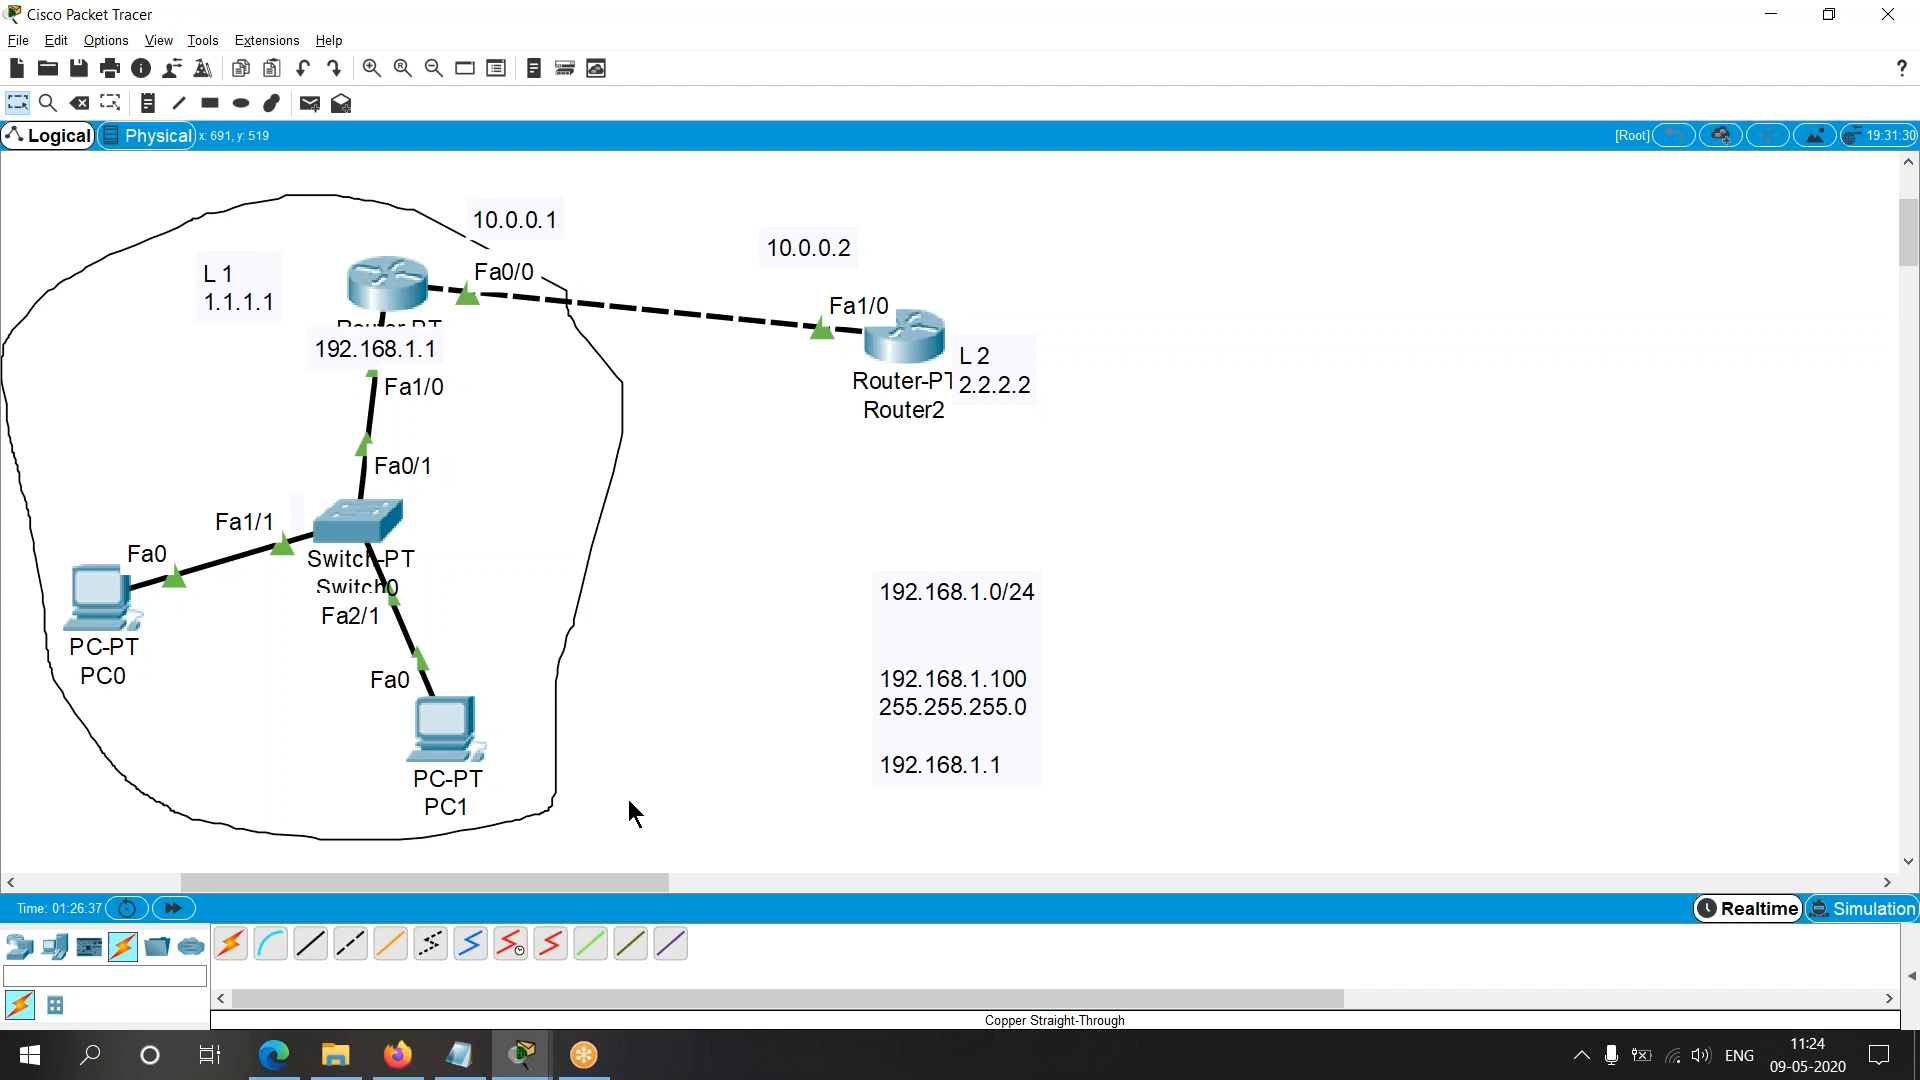 Cisco Packet Tracer
File Edit Options View Tools Extensions Help
?
Logical Physical x: 691, y: 519 [Root] 19:31:30
10.0.0.1
10.0.0.2
L 1
1.1.1.1
Fa0/0
Fa1/0
Router-PT
192.168.1.1
Fa1/0
L 2
2.2.2.2
Router-PT
Router2
Fa0/1
Fa1/1
Fa0
Switch-PT
Switch0
Fa2/1
Fa0
PC-PT
PC0
PC-PT
PC1
192.168.1.0/24
192.168.1.100
255.255.255.0
192.168.1.1
Time: 01:26:37 Realtime Simulation
Copper Straight-Through
ENG 11:24
09-05-2020